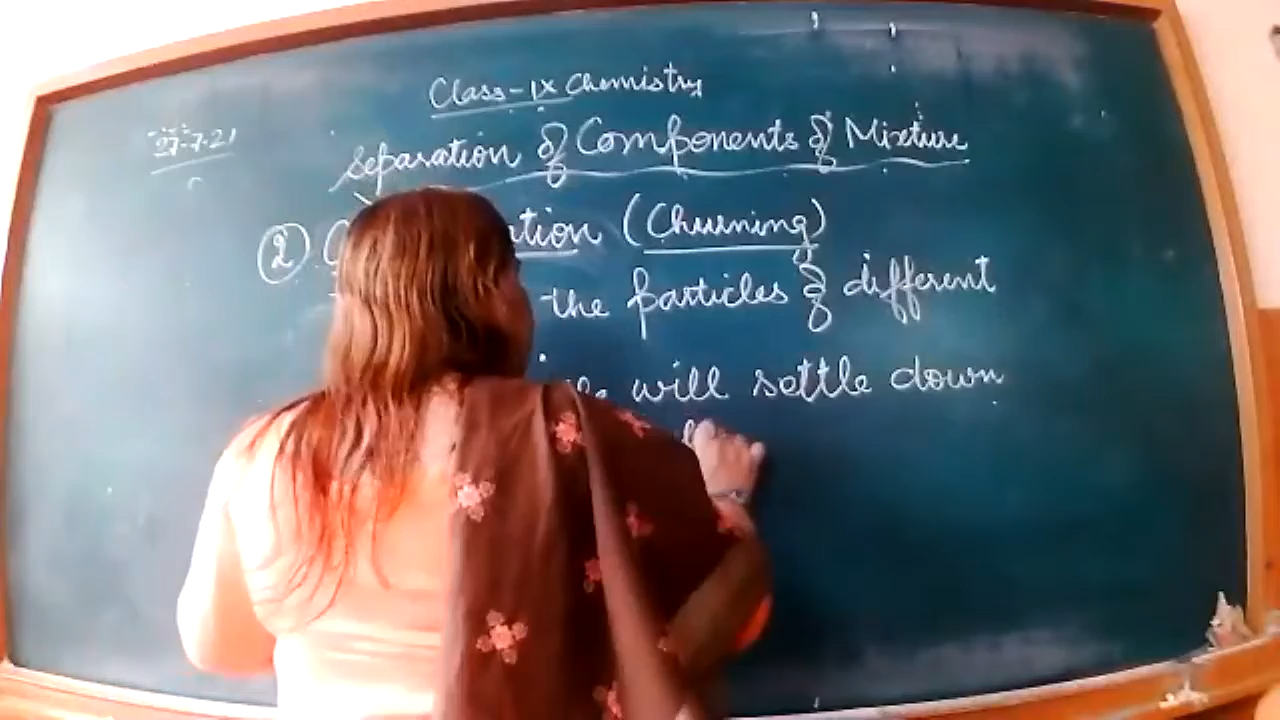 Class-IX Chemistry
27-7-21
Separation of Components of Mixture
② ation (Churning)
the particles of different
will settle down